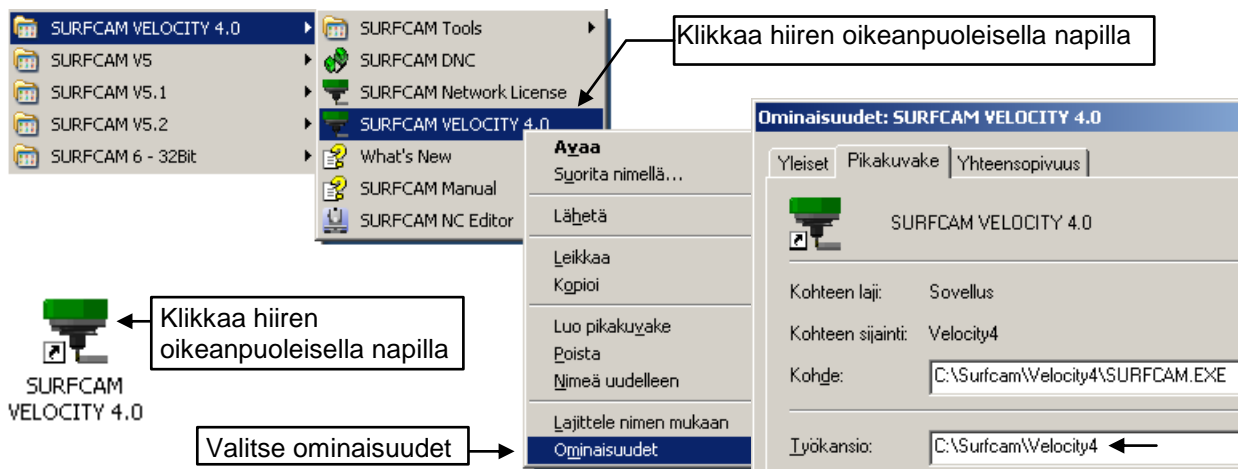 SURFCAM VELOCITY 4.0
SURFCAM V5
SURFCAM V5.1
SURFCAM V5.2
SURFCAM 6 - 32Bit
SURFCAM Tools
SURFCAM DNC
SURFCAM Network License
SURFCAM VELOCITY 4.0
What's New
SURFCAM Manual
SURFCAM NC Editor
Klikkaa hiiren oikeanpuoleisella napilla
Avaa
Suorita nimellä...
Lähetä
Leikkaa
Kopioi
Luo pikakuvake
Poista
Nimeä uudelleen
Lajittele nimen mukaan
Ominaisuudet
Ominaisuudet: SURFCAM VELOCITY 4.0
Yleiset Pikakuvake Yhteensopivuus
SURFCAM VELOCITY 4.0
Kohteen laji: Sovellus
Kohteen sijainti: Velocity4
Kohde: C:\Surfcam\Velocity4\SURFCAM.EXE
Työkansio: C:\Surfcam\Velocity4
Klikkaa hiiren
oikeanpuoleisella napilla
SURFCAM
VELOCITY 4.0
Valitse ominaisuudet